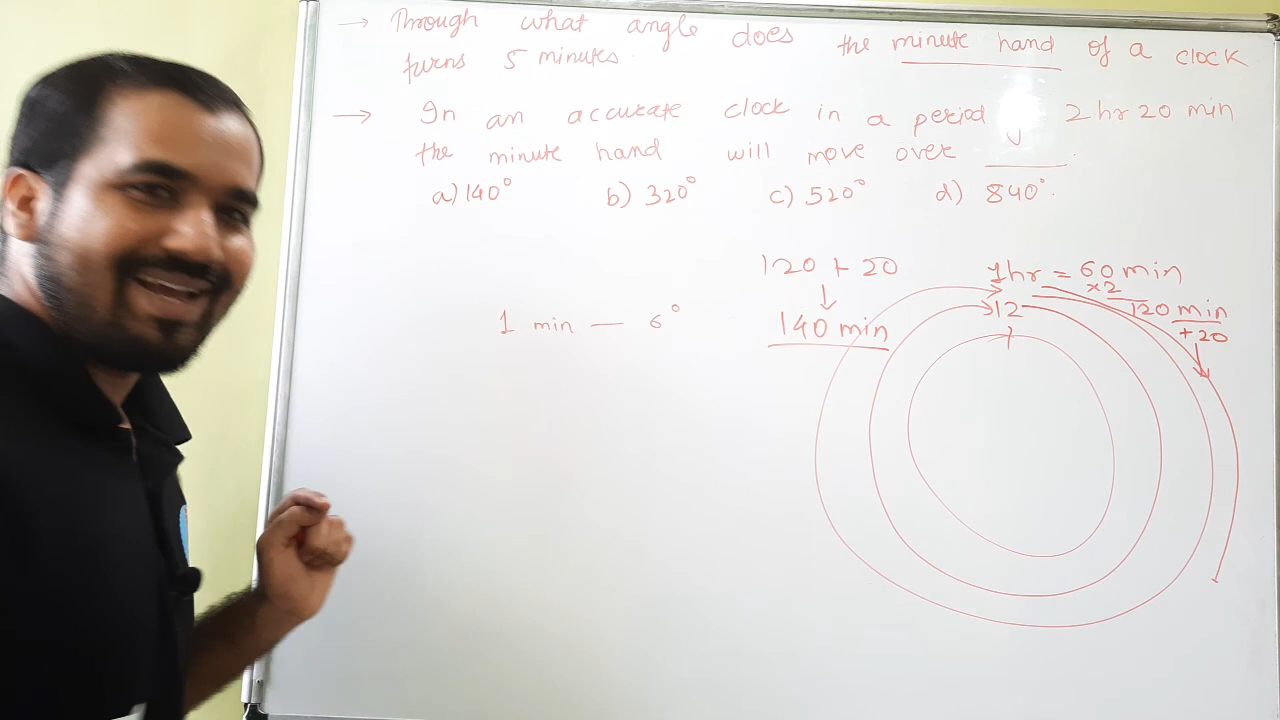 → Through what angle does the minute hand of a clock
turns 5 minutes.
→ In an accurate clock in a period 2 hr 20 min
the minute hand will move over ______.
a) 140° b) 320° c) 520° d) 840°.
120 + 20
↓
140 min
1 min — 6°
1hr = 60 min
×2
120 min
+20
12